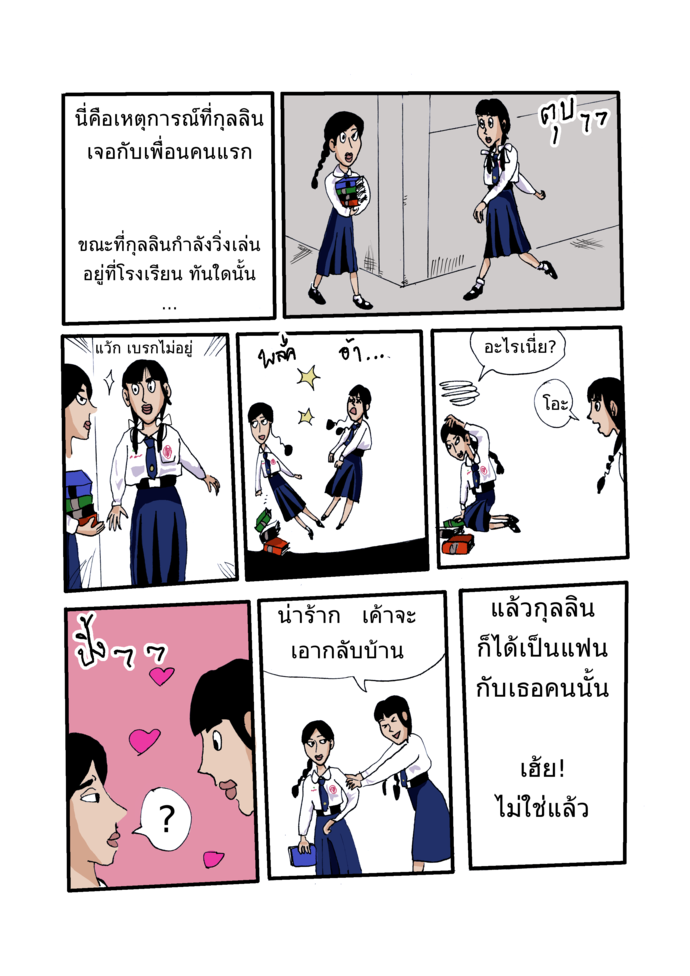 นี่คือเหตุการณ์ที่กุลลิน
เจอกับเพื่อนคนแรก
ขณะที่กุลลินกำลังวิ่งเล่น
อยู่ที่โรงเรียน ทันใดนั้น
...
ตุบ ๆ ๆ
แว้ก เบรกไม่อยู่
พลั่ค
อ้า...
อะไรเนี่ย?
โอะ
ปิ๊ง ๆ ๆ
?
น่าร้าก เค้าจะ
เอากลับบ้าน
แล้วกุลลิน
ก็ได้เป็นแฟน
กับเธอคนนั้น
เฮ้ย!
ไม่ใช่แล้ว